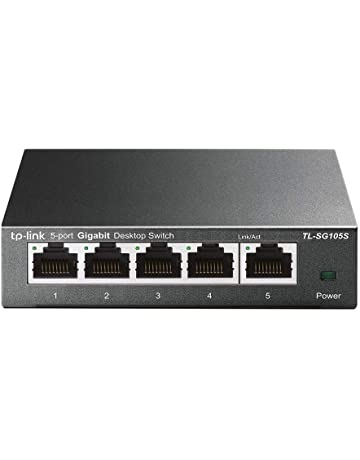 tp-link 5-port Gigabit Desktop Switch Link/Act TL-SG105S
1 2 3 4 5 Power